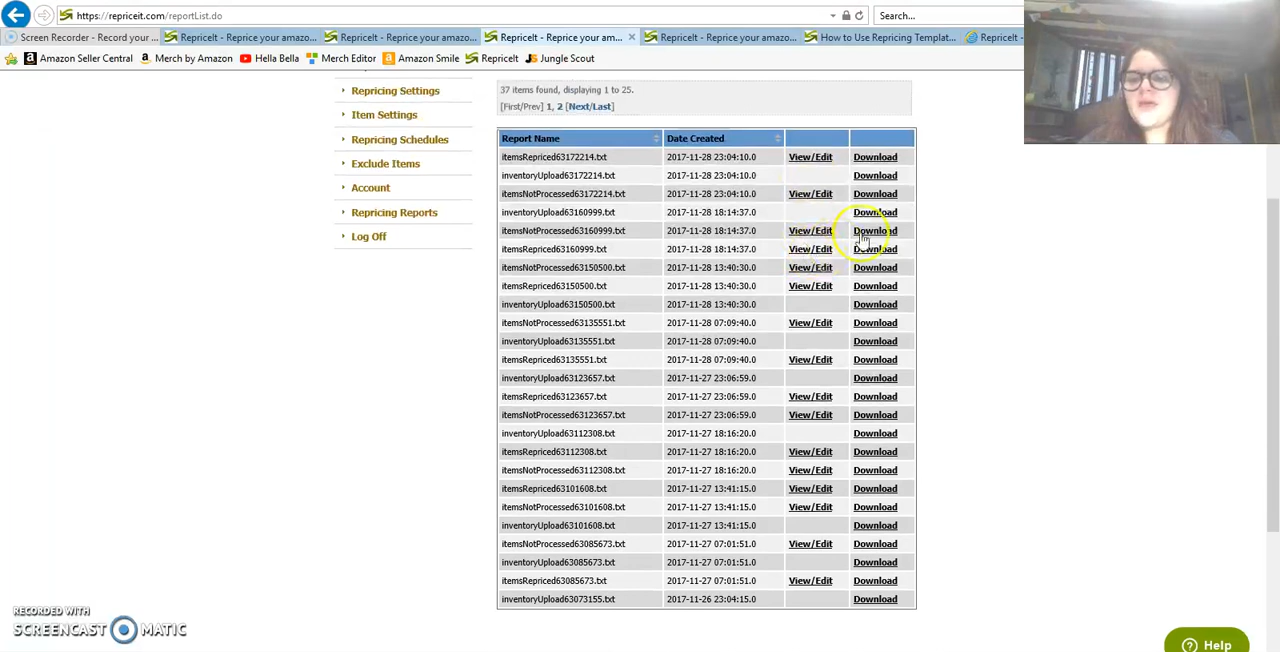 https://repriceit.com/reportList.do
Search...
Screen Recorder - Record your ...
RepriceIt - Reprice your amazo...
RepriceIt - Reprice your amazo...
RepriceIt - Reprice your am...
RepriceIt - Reprice your amazo...
How to Use Repricing Templat...
RepriceIt -
Amazon Seller Central
Merch by Amazon
Hella Bella
Merch Editor
Amazon Smile
RepriceIt
Jungle Scout
Repricing Settings
Item Settings
Repricing Schedules
Exclude Items
Account
Repricing Reports
Log Off
37 items found, displaying 1 to 25.
[First/Prev] 1, 2 [Next/Last]
Report Name Date Created
itemsRepriced63172214.txt 2017-11-28 23:04:10.0 View/Edit Download
inventoryUpload63172214.txt 2017-11-28 23:04:10.0 Download
itemsNotProcessed63172214.txt 2017-11-28 23:04:10.0 View/Edit Download
inventoryUpload63160999.txt 2017-11-28 18:14:37.0 Download
itemsNotProcessed63160999.txt 2017-11-28 18:14:37.0 View/Edit Download
itemsRepriced63160999.txt 2017-11-28 18:14:37.0 View/Edit Download
itemsNotProcessed63150500.txt 2017-11-28 13:40:30.0 View/Edit Download
itemsRepriced63150500.txt 2017-11-28 13:40:30.0 View/Edit Download
inventoryUpload63150500.txt 2017-11-28 13:40:30.0 Download
itemsNotProcessed63135551.txt 2017-11-28 07:09:40.0 View/Edit Download
inventoryUpload63135551.txt 2017-11-28 07:09:40.0 Download
itemsRepriced63135551.txt 2017-11-28 07:09:40.0 View/Edit Download
inventoryUpload63123657.txt 2017-11-27 23:06:59.0 Download
itemsRepriced63123657.txt 2017-11-27 23:06:59.0 View/Edit Download
itemsNotProcessed63123657.txt 2017-11-27 23:06:59.0 View/Edit Download
inventoryUpload63112308.txt 2017-11-27 18:16:20.0 Download
itemsRepriced63112308.txt 2017-11-27 18:16:20.0 View/Edit Download
itemsNotProcessed63112308.txt 2017-11-27 18:16:20.0 View/Edit Download
itemsRepriced63101608.txt 2017-11-27 13:41:15.0 View/Edit Download
itemsNotProcessed63101608.txt 2017-11-27 13:41:15.0 View/Edit Download
inventoryUpload63101608.txt 2017-11-27 13:41:15.0 Download
itemsNotProcessed63085673.txt 2017-11-27 07:01:51.0 View/Edit Download
inventoryUpload63085673.txt 2017-11-27 07:01:51.0 Download
itemsRepriced63085673.txt 2017-11-27 07:01:51.0 View/Edit Download
inventoryUpload63073155.txt 2017-11-26 23:04:15.0 Download
RECORDED WITH
SCREENCAST MATIC
Help